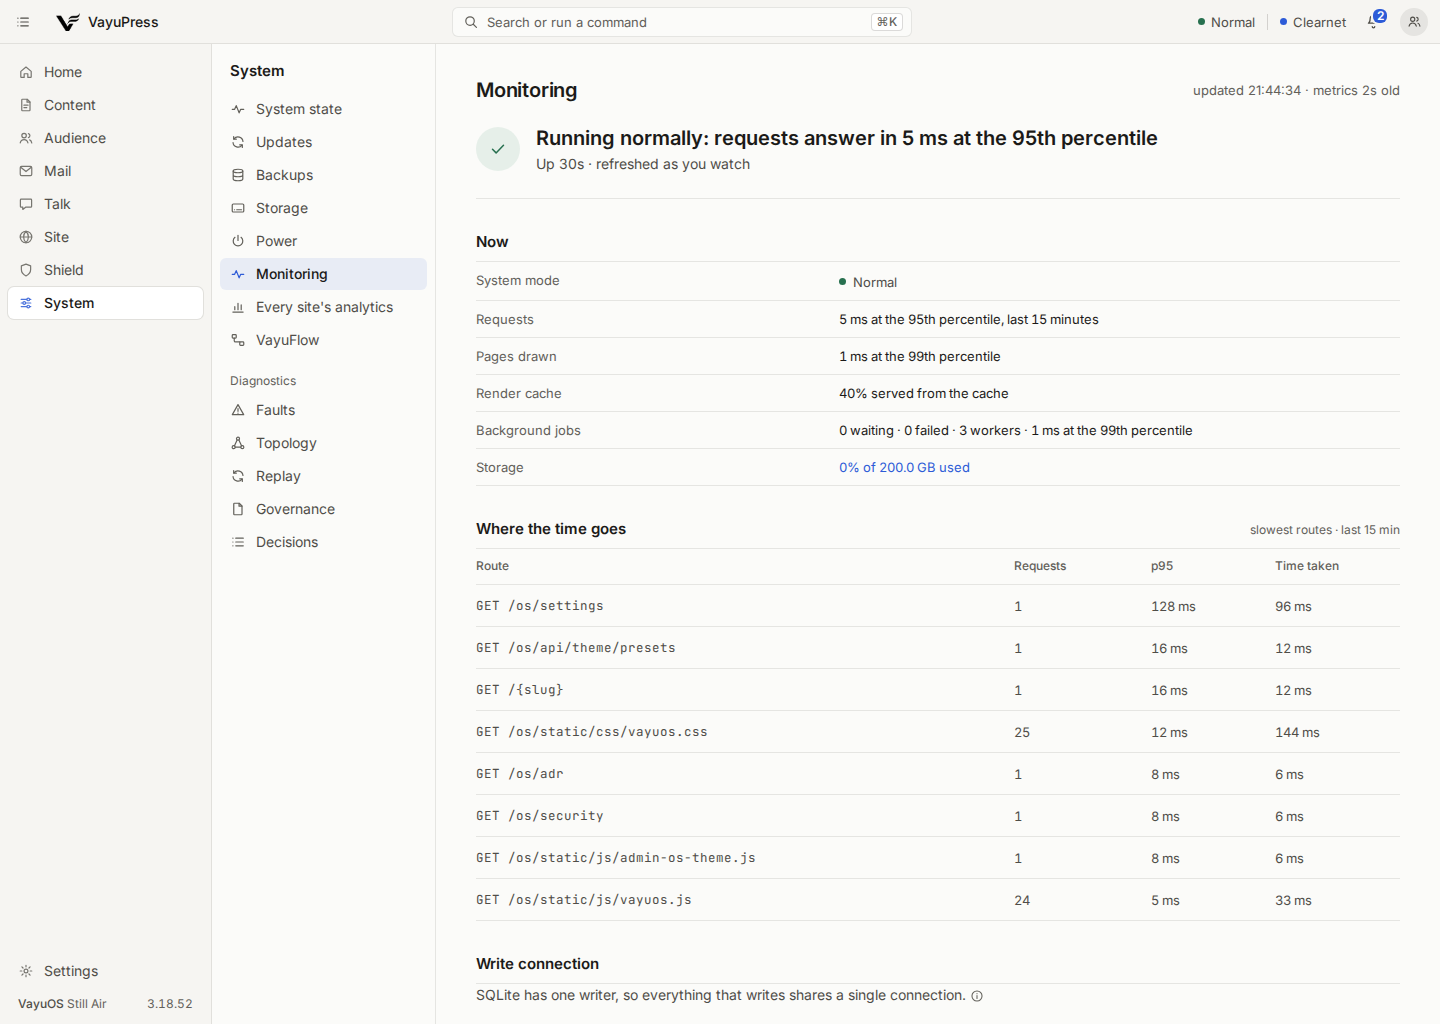 VayuPress
Search or run a command
⌘K
Normal
Clearnet
2
Home
Content
Audience
Mail
Talk
Site
Shield
System
Settings
VayuOS Still Air 3.18.52
System
System state
Updates
Backups
Storage
Power
Monitoring
Every site's analytics
VayuFlow
Diagnostics
Faults
Topology
Replay
Governance
Decisions
Monitoring
updated 21:44:34 · metrics 2s old
Running normally: requests answer in 5 ms at the 95th percentile
Up 30s · refreshed as you watch
Now
System mode Normal
Requests 5 ms at the 95th percentile, last 15 minutes
Pages drawn 1 ms at the 99th percentile
Render cache 40% served from the cache
Background jobs 0 waiting · 0 failed · 3 workers · 1 ms at the 99th percentile
Storage 0% of 200.0 GB used
Where the time goes slowest routes · last 15 min
Route Requests p95 Time taken
GET /os/settings 1 128 ms 96 ms
GET /os/api/theme/presets 1 16 ms 12 ms
GET /{slug} 1 16 ms 12 ms
GET /os/static/css/vayuos.css 25 12 ms 144 ms
GET /os/adr 1 8 ms 6 ms
GET /os/security 1 8 ms 6 ms
GET /os/static/js/admin-os-theme.js 1 8 ms 6 ms
GET /os/static/js/vayuos.js 24 5 ms 33 ms
Write connection
SQLite has one writer, so everything that writes shares a single connection.